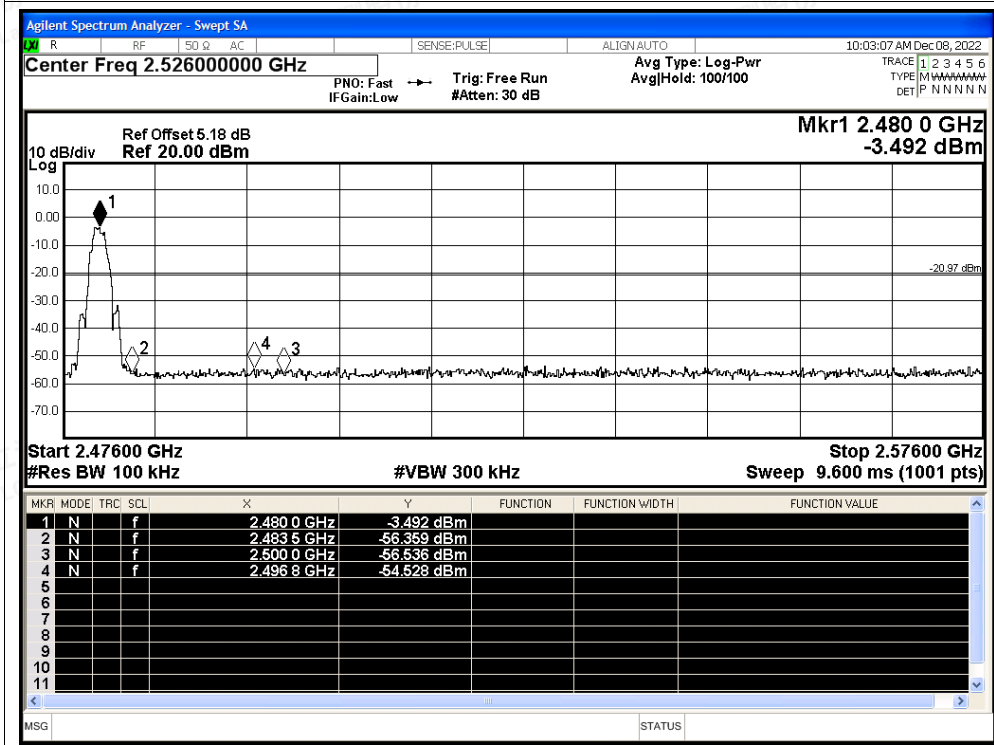 Agilent Spectrum Analyzer - Swept SA
LXI R RF 50 Ω AC SENSE:PULSE ALIGN AUTO 10:03:07 AM Dec 08, 2022
Center Freq 2.526000000 GHz
PNO: Fast Trig: Free Run Avg Type: Log-Pwr TRACE 1 2 3 4 5 6
IFGain:Low #Atten: 30 dB Avg|Hold: 100/100 TYPE M WWWWW
DET P N N N N N
Mkr1 2.480 0 GHz
-3.492 dBm
Ref Offset 5.18 dB
10 dB/div Ref 20.00 dBm
Log
10.0
0.00
-10.0
-20.0
-30.0
-40.0
-50.0
-60.0
-70.0
1
-20.97 dBm
2
4
3
Start 2.47600 GHz Stop 2.57600 GHz
#Res BW 100 kHz #VBW 300 kHz Sweep 9.600 ms (1001 pts)
MKR MODE TRC SCL X Y FUNCTION FUNCTION WIDTH FUNCTION VALUE
1 N f 2.480 0 GHz -3.492 dBm
2 N f 2.483 5 GHz -56.359 dBm
3 N f 2.500 0 GHz -56.536 dBm
4 N f 2.496 8 GHz -54.528 dBm
5
6
7
8
9
10
11
MSG STATUS